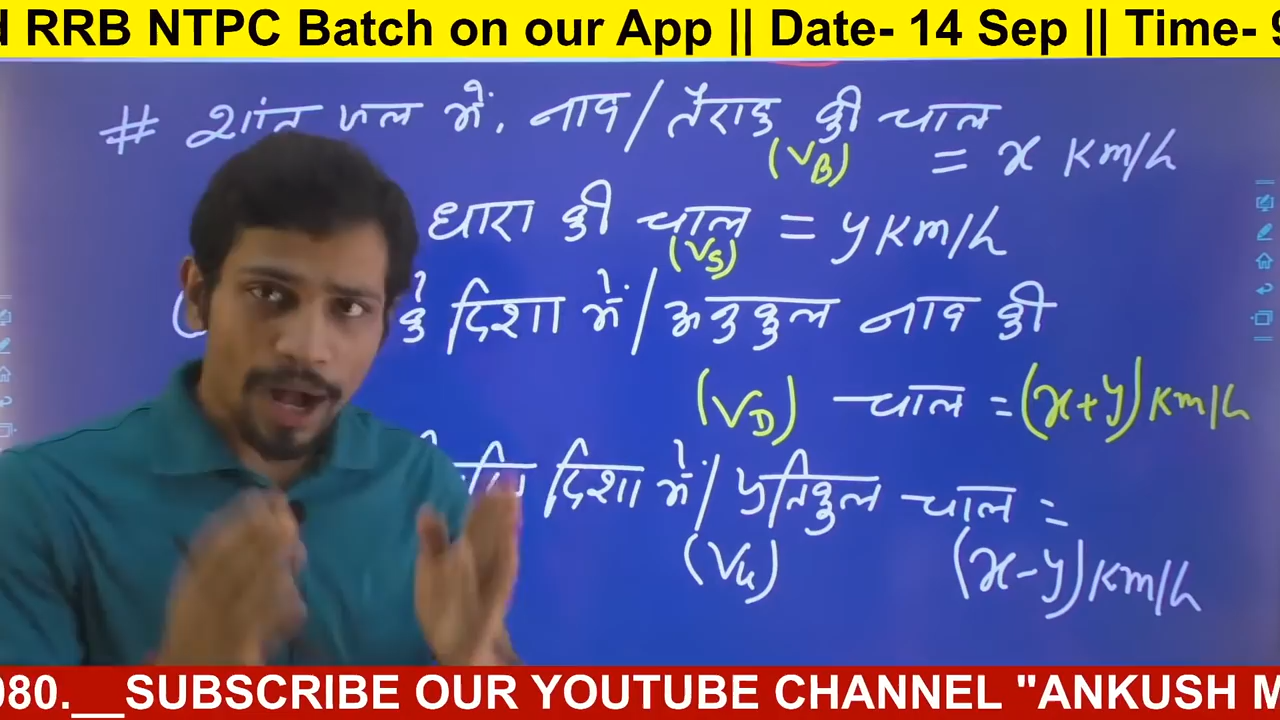 d RRB NTPC Batch on our App || Date- 14 Sep || Time- 9
# शांत जल में, नाव/तैराक की चाल
(VB) = x Km/h
धारा की चाल = y Km/h
(VS)
के दिशा में/अनुकुल नाव की
(VD) चाल = (x+y) Km/h
दिशा में/प्रतिकुल चाल =
(Vu) (x-y) Km/h
080.__SUBSCRIBE OUR YOUTUBE CHANNEL "ANKUSH M